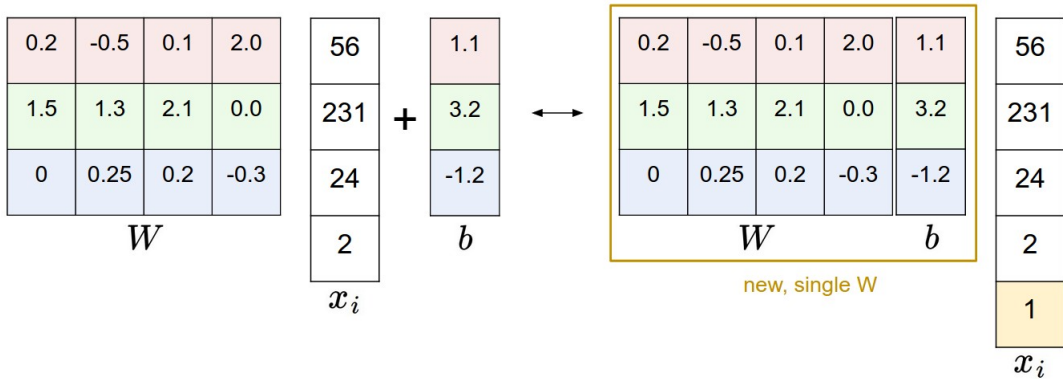 0.2 -0.5 0.1 2.0 56 1.1 0.2 -0.5 0.1 2.0 1.1 56
1.5 1.3 2.1 0.0 231 + 3.2 ↔ 1.5 1.3 2.1 0.0 3.2 231
0 0.25 0.2 -0.3 24 -1.2 0 0.25 0.2 -0.3 -1.2 24
W 2 b W b 2
x_i new, single W 1
x_i